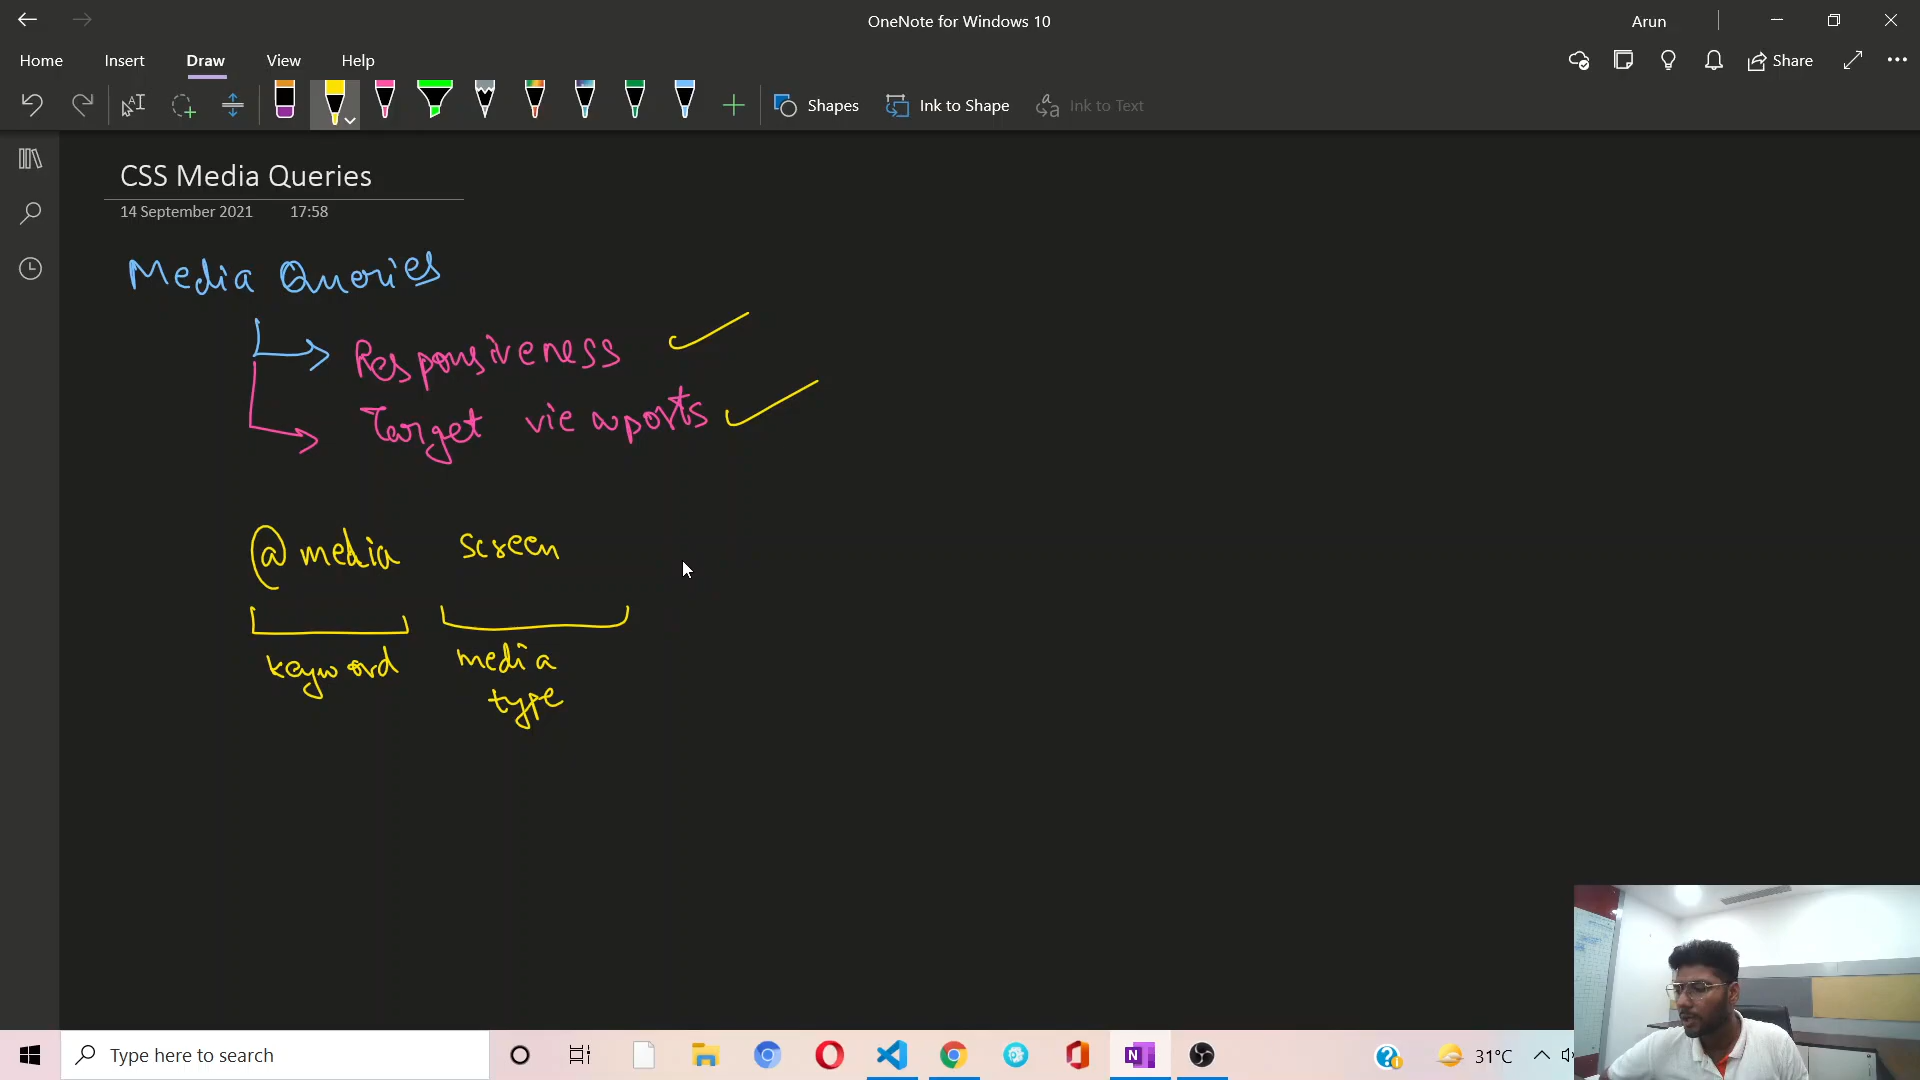 OneNote for Windows 10
Arun
Home Insert Draw View Help
Share
Shapes Ink to Shape Ink to Text
CSS Media Queries
14 September 2021 17:58
Media Queries
Responsiveness
Target viewports
@media screen
keyword media
type
Type here to search
31°C